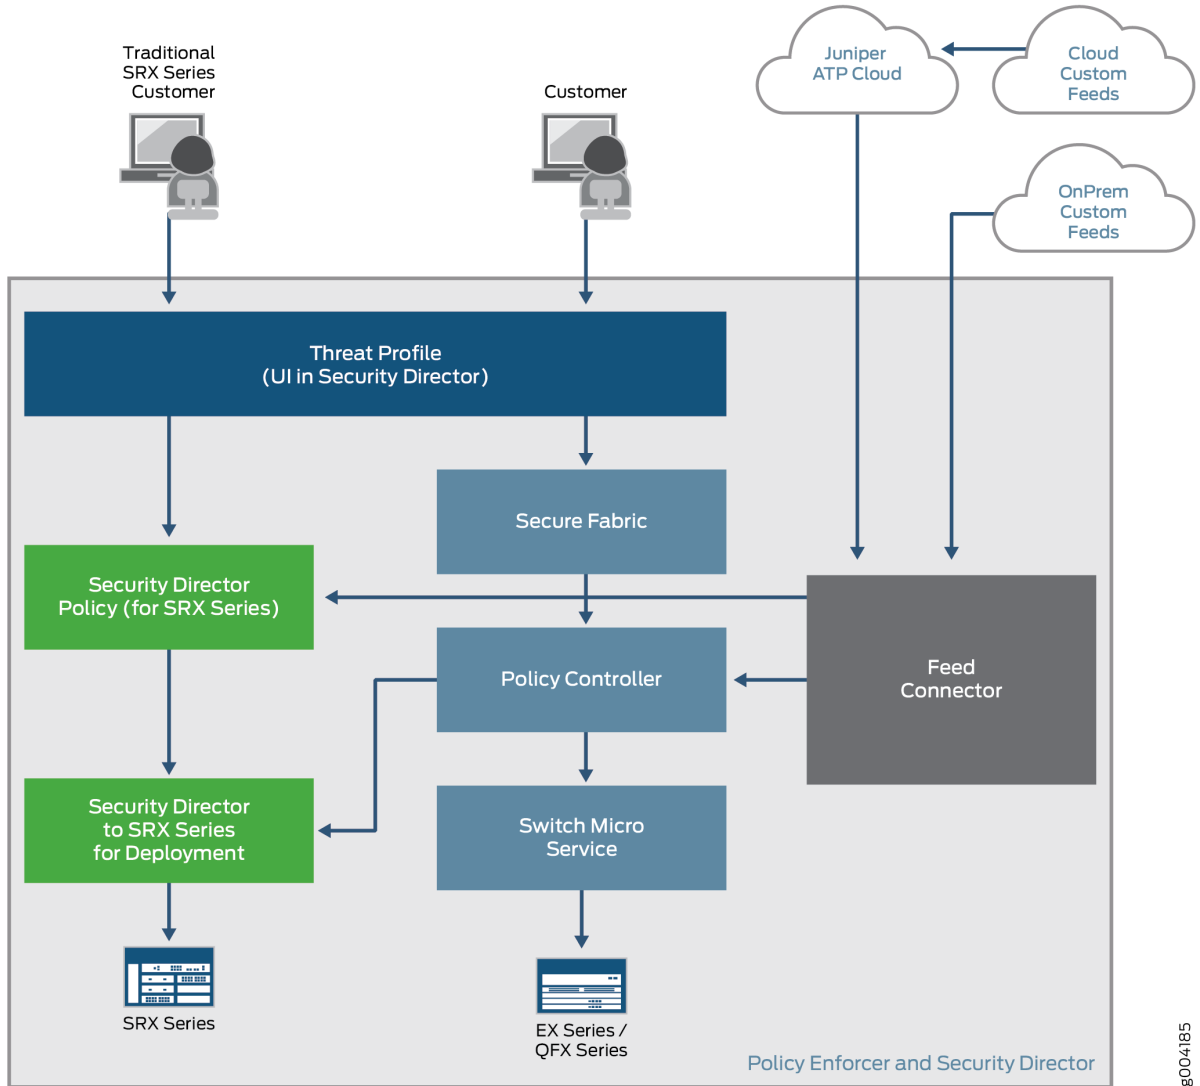 Traditional
SRX Series
Customer
Customer
Juniper
ATP Cloud
Cloud
Custom
Feeds
OnPrem
Custom
Feeds
Threat Profile
(UI in Security Director)
Secure Fabric
Security Director
Policy (for SRX Series)
Policy Controller
Feed
Connector
Security Director
to SRX Series
for Deployment
Switch Micro
Service
SRX Series
EX Series /
QFX Series
Policy Enforcer and Security Director
g004185